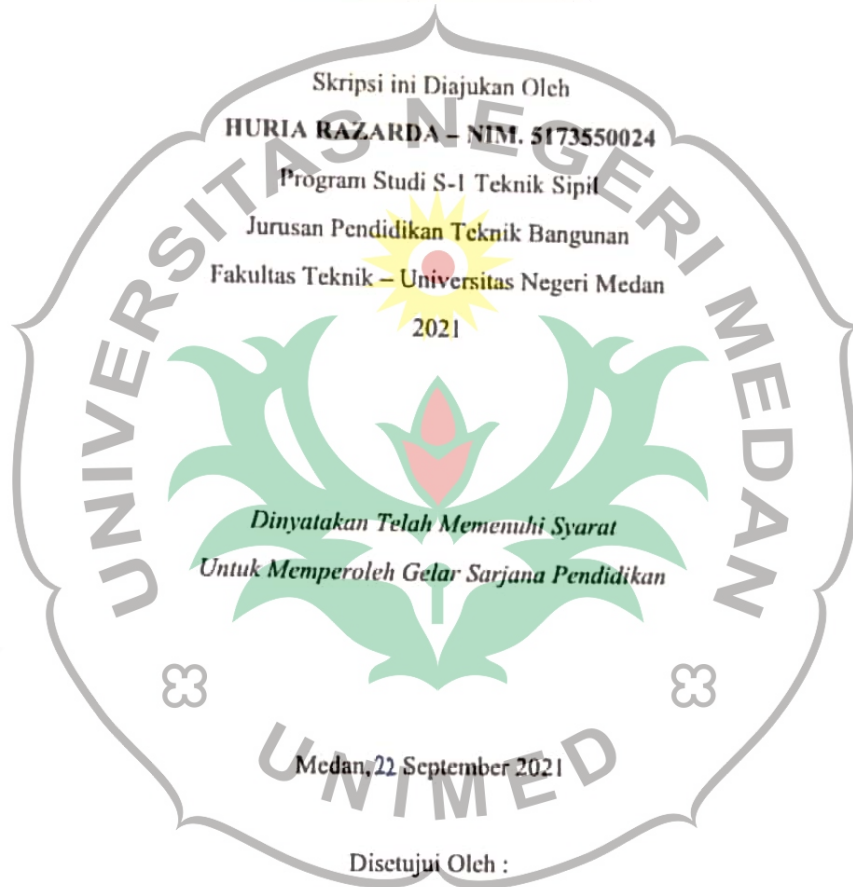 Skripsi ini Diajukan Oleh
HURIA RAZARDA – NIM. 5173550024
Program Studi S-1 Teknik Sipil
Jurusan Pendidikan Teknik Bangunan
Fakultas Teknik – Universitas Negeri Medan
2021
Dinyatakan Telah Memenuhi Syarat
Untuk Memperoleh Gelar Sarjana Pendidikan
Medan, 22 September 2021
Disetujui Oleh :
UNIVERSITAS NEGERI MEDAN
UNIMED